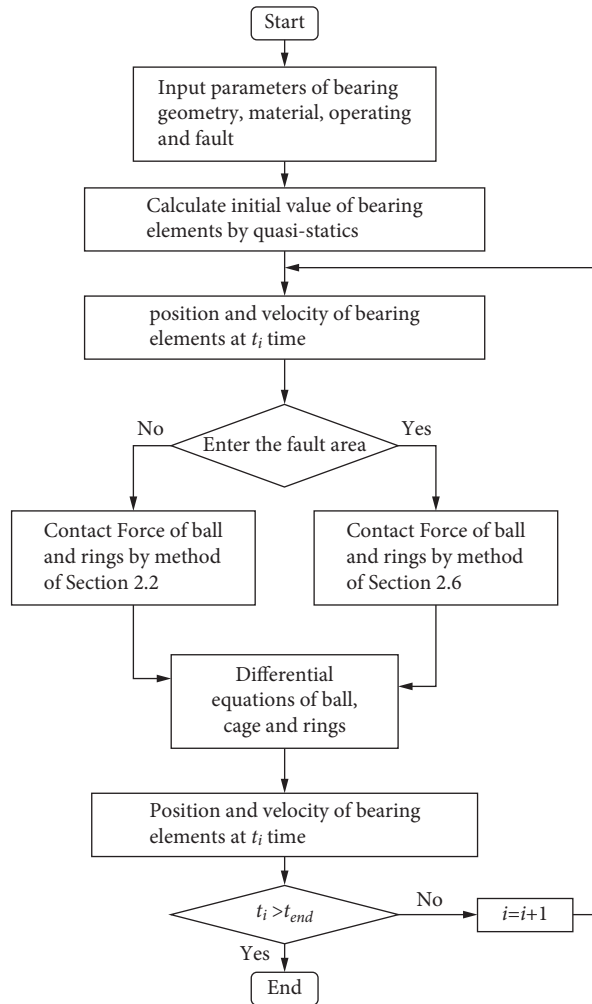 Start
Input parameters of bearing
geometry, material, operating
and fault
Calculate initial value of bearing
elements by quasi-statics
position and velocity of bearing
elements at ti time
No
Enter the fault area
Yes
Contact Force of ball
and rings by method
of Section 2.2
Contact Force of ball
and rings by method
of Section 2.6
Differential
equations of ball,
cage and rings
Position and velocity of bearing
elements at ti time
ti >tend
No
i=i+1
Yes
End